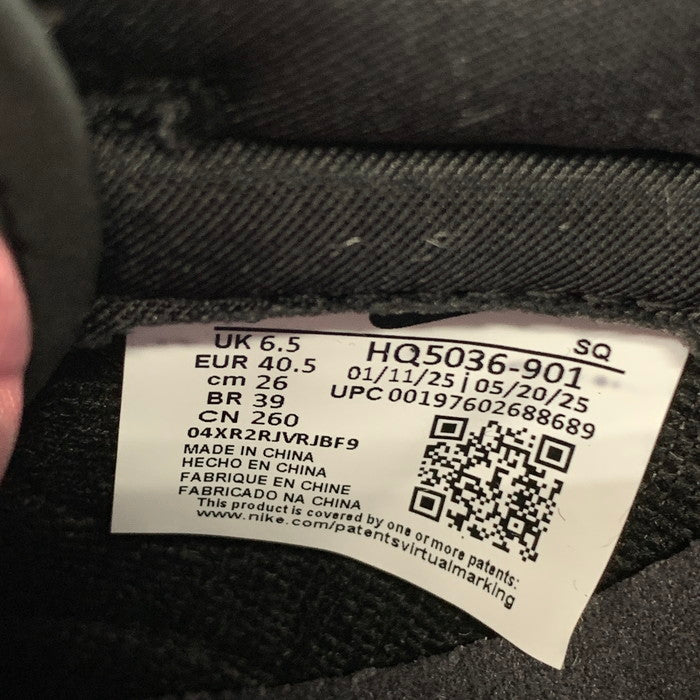 UK 6.5
EUR 40.5
cm 26
BR 39
CN 260
04XR2RJVRJBF9
MADE IN CHINA
HECHO EN CHINA
FABRIQUE EN CHINE
FABRICADO NA CHINA
SQ
HQ5036-901
01/11/25 | 05/20/25
UPC 00197602688689
This product is covered by one or more patents:
www.nike.com/patentsvirtualmarking